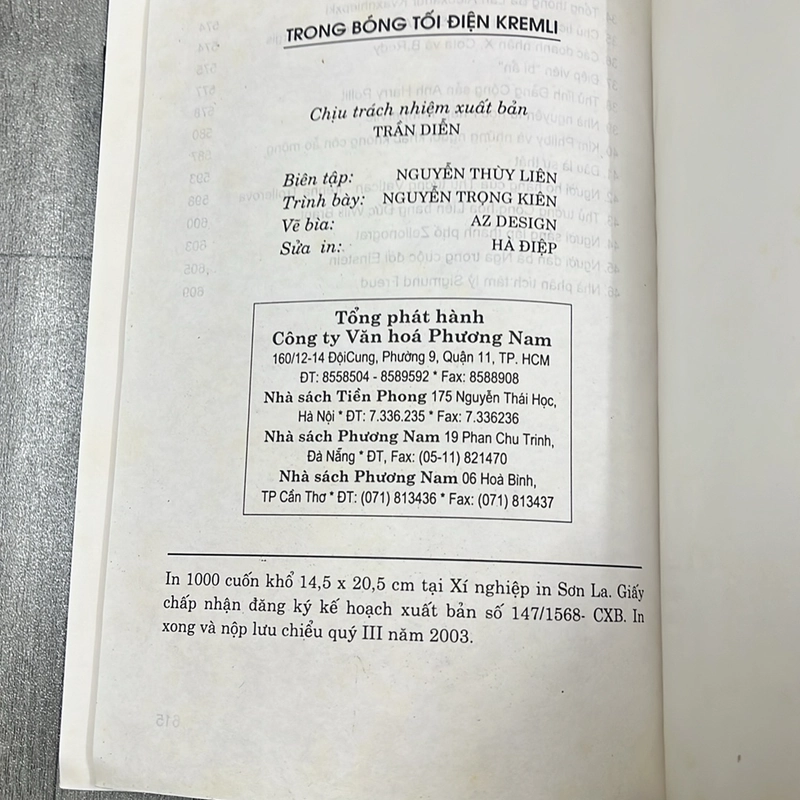 TRONG BÓNG TỐI ĐIỆN KREMLI
Chịu trách nhiệm xuất bản
TRẦN DIỄN
Biên tập: NGUYỄN THÙY LIÊN
Trình bày: NGUYỄN TRỌNG KIÊN
Vẽ bìa: AZ DESIGN
Sửa in: HÀ ĐIỆP
Tổng phát hành
Công ty Văn hoá Phương Nam
160/12-14 ĐộiCung, Phường 9, Quận 11, TP. HCM
ĐT: 8558504 - 8589592 * Fax: 8588908
Nhà sách Tiền Phong 175 Nguyễn Thái Học,
Hà Nội * ĐT: 7.336.235 * Fax: 7.336236
Nhà sách Phương Nam 19 Phan Chu Trinh,
Đà Nẵng * ĐT, Fax: (05-11) 821470
Nhà sách Phương Nam 06 Hoà Bình,
TP Cần Thơ * ĐT: (071) 813436 * Fax: (071) 813437
In 1000 cuốn khổ 14,5 x 20,5 cm tại Xí nghiệp in Sơn La. Giấy
chấp nhận đăng ký kế hoạch xuất bản số 147/1568- CXB. In
xong và nộp lưu chiểu quý III năm 2003.